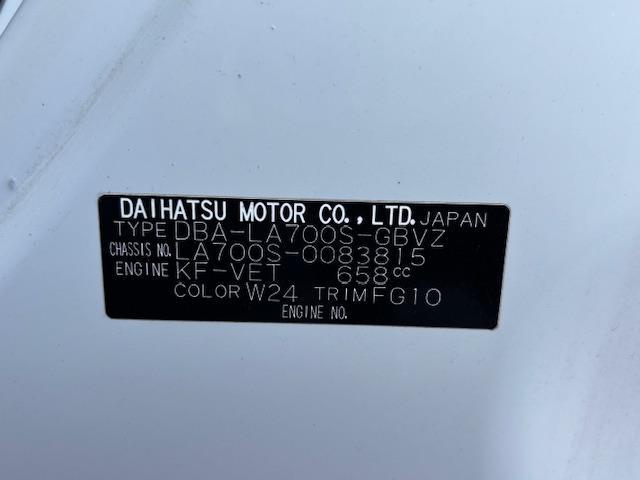 DAIHATSU MOTOR CO.,LTD. JAPAN
TYPE DBA-LA700S-GBVZ
CHASSIS NO. LA700S-0083815
ENGINE KF-VET 658cc
COLOR W24 TRIM FG10
ENGINE NO.